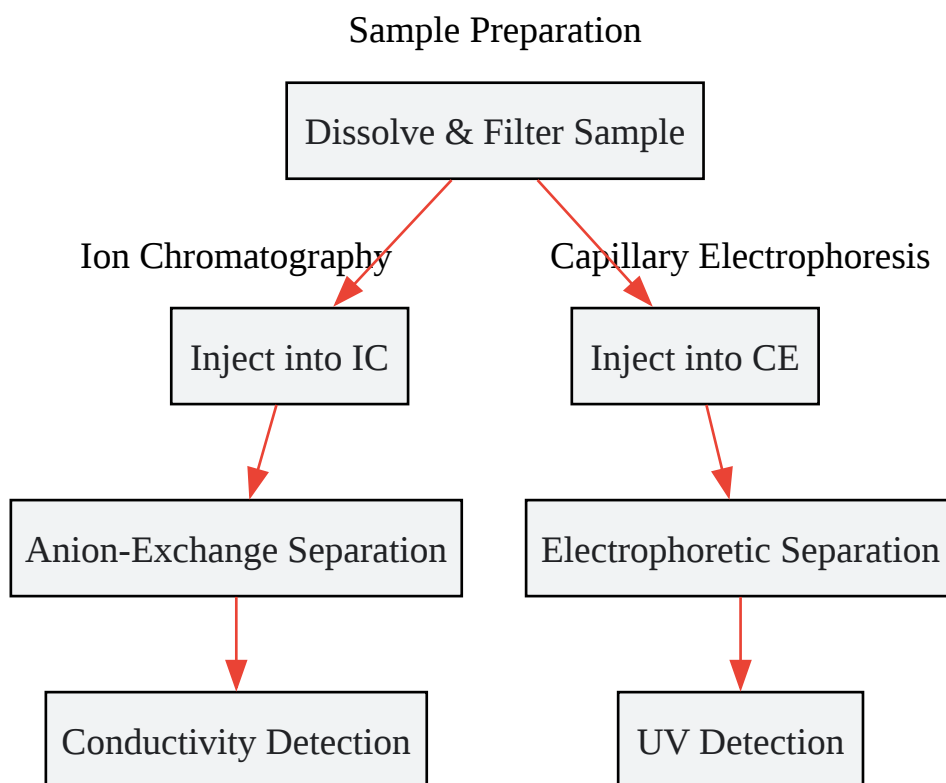 Sample Preparation
Dissolve & Filter Sample
Ion Chromatography
Capillary Electrophoresis
Inject into IC
Inject into CE
Anion-Exchange Separation
Electrophoretic Separation
Conductivity Detection
UV Detection